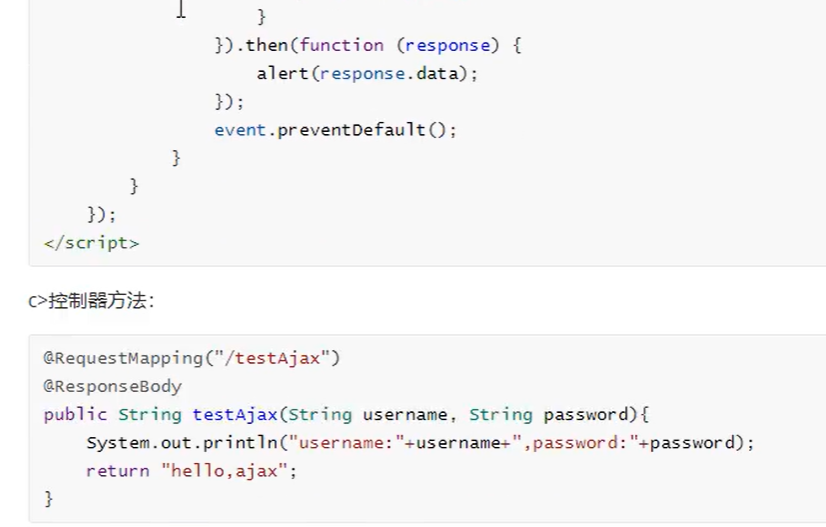 }
}).then(function (response) {
alert(response.data);
});
event.preventDefault();
}
}
});
</script>
c>控制器方法：
@RequestMapping("/testAjax")
@ResponseBody
public String testAjax(String username, String password){
System.out.println("username:"+username+",password:"+password);
return "hello,ajax";
}